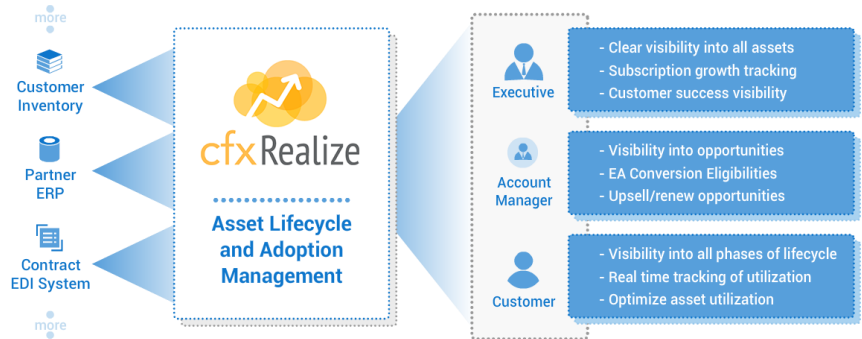 more
Customer
Inventory
Partner
ERP
Contract
EDI System
more
cfxRealize
Asset Lifecycle
and Adoption
Management
Executive
- Clear visibility into all assets
- Subscription growth tracking
- Customer success visibility
Account
Manager
- Visibility into opportunities
- EA Conversion Eligibilities
- Upsell/renew opportunities
Customer
- Visibility into all phases of lifecycle
- Real time tracking of utilization
- Optimize asset utilization